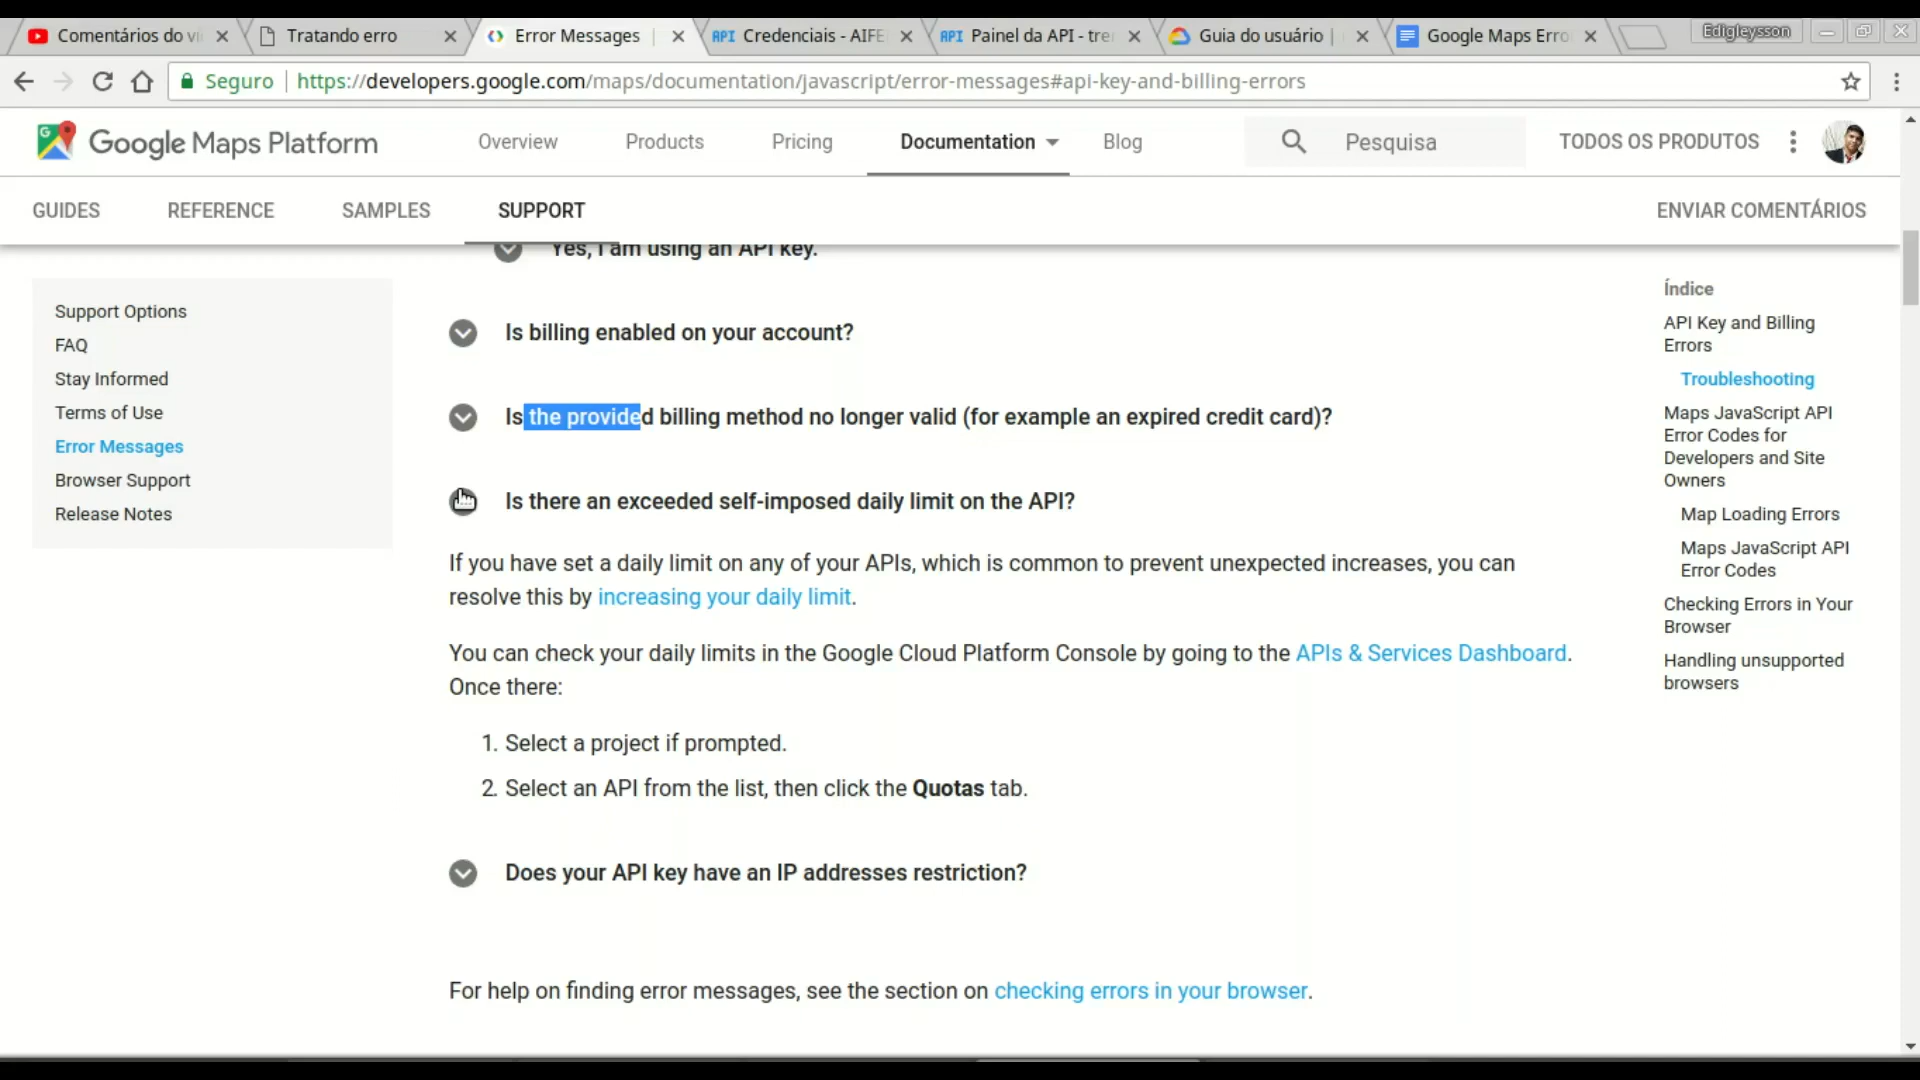 Comentários do ví
Tratando erro
Error Messages
API Credenciais - AIFE
API Painel da API - tre
Guia do usuário |
Google Maps Erro
Edigleysson
Seguro
https://developers.google.com/maps/documentation/javascript/error-messages#api-key-and-billing-errors
Google Maps Platform
Overview
Products
Pricing
Documentation
Blog
Pesquisa
TODOS OS PRODUTOS
GUIDES
REFERENCE
SAMPLES
SUPPORT
ENVIAR COMENTÁRIOS
Support Options
FAQ
Stay Informed
Terms of Use
Error Messages
Browser Support
Release Notes
Yes, I am using an API key.
Is billing enabled on your account?
Is the provided billing method no longer valid (for example an expired credit card)?
Is there an exceeded self-imposed daily limit on the API?
If you have set a daily limit on any of your APIs, which is common to prevent unexpected increases, you can
resolve this by increasing your daily limit.
You can check your daily limits in the Google Cloud Platform Console by going to the APIs & Services Dashboard.
Once there:
1. Select a project if prompted.
2. Select an API from the list, then click the Quotas tab.
Does your API key have an IP addresses restriction?
For help on finding error messages, see the section on checking errors in your browser.
Índice
API Key and Billing
Errors
Troubleshooting
Maps JavaScript API
Error Codes for
Developers and Site
Owners
Map Loading Errors
Maps JavaScript API
Error Codes
Checking Errors in Your
Browser
Handling unsupported
browsers